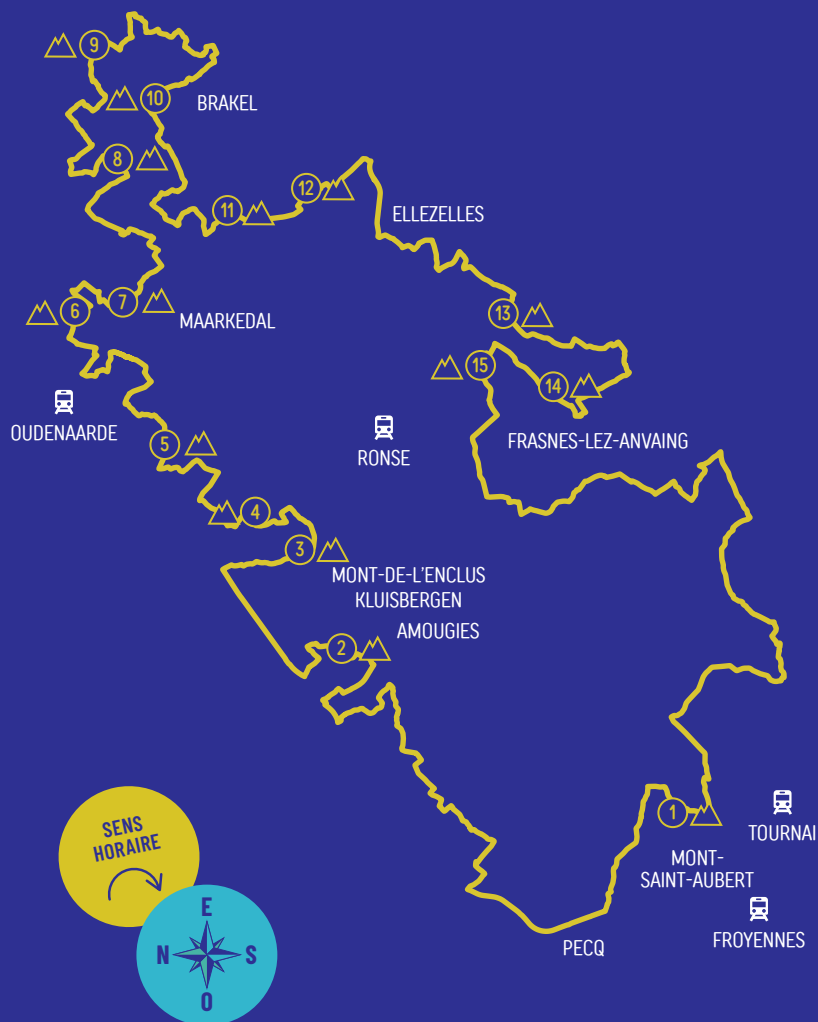 9
10
BRAKEL
8
12
11
ELLEZELLES
6
7
MAARKEDAL
13
15
14
OUDENAARDE
RONSE
FRASNES-LEZ-ANVAING
5
4
3
MONT-DE-L'ENCLUS
KLUISBERGEN
AMOUGIES
2
1
TOURNAI
MONT-
SAINT-AUBERT
FROYENNES
PECQ
SENS
HORAIRE
E
N
S
O